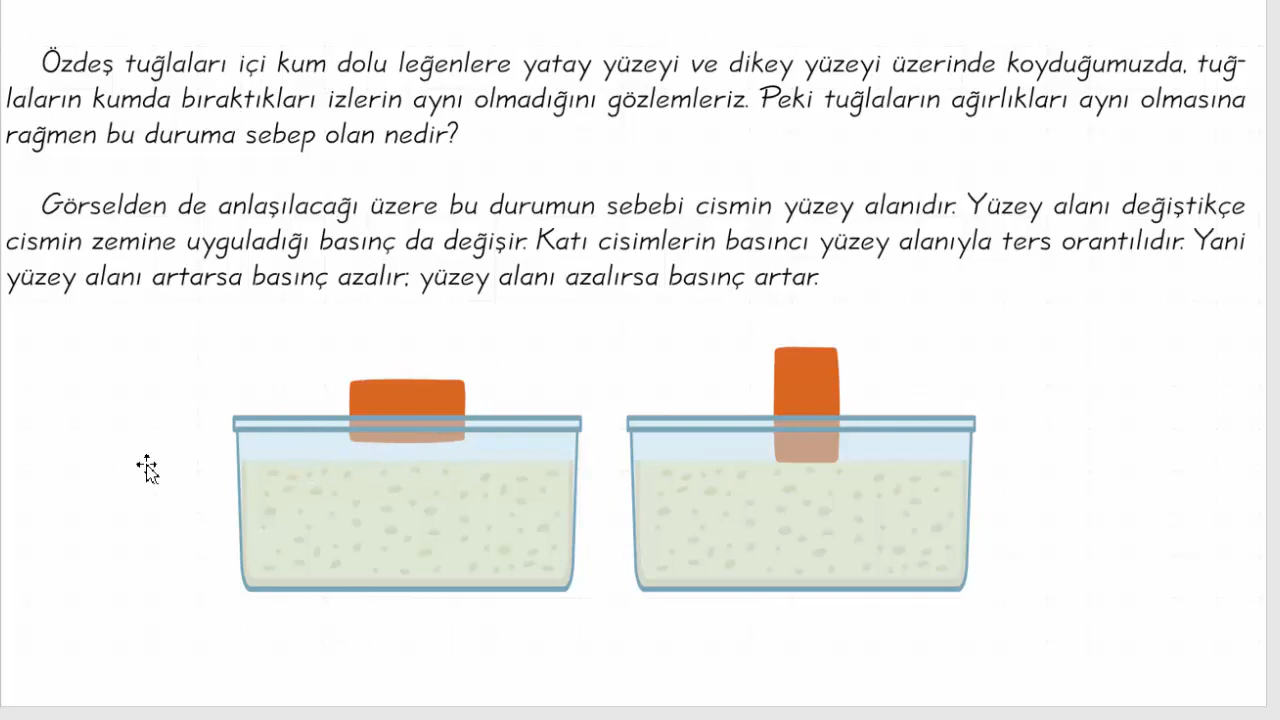 Özdeş tuğlaları içi kum dolu leğenlere yatay yüzeyi ve dikey yüzeyi üzerinde koyduğumuzda, tuğ-
laların kumda bıraktıkları izlerin aynı olmadığını gözlemleriz. Peki tuğlaların ağırlıkları aynı olmasına
rağmen bu duruma sebep olan nedir?
Görselden de anlaşılacağı üzere bu durumun sebebi cismin yüzey alanıdır. Yüzey alanı değiştikçe
cismin zemine uyguladığı basınç da değişir. Katı cisimlerin basıncı yüzey alanıyla ters orantılıdır. Yani
yüzey alanı artarsa basınç azalır; yüzey alanı azalırsa basınç artar.